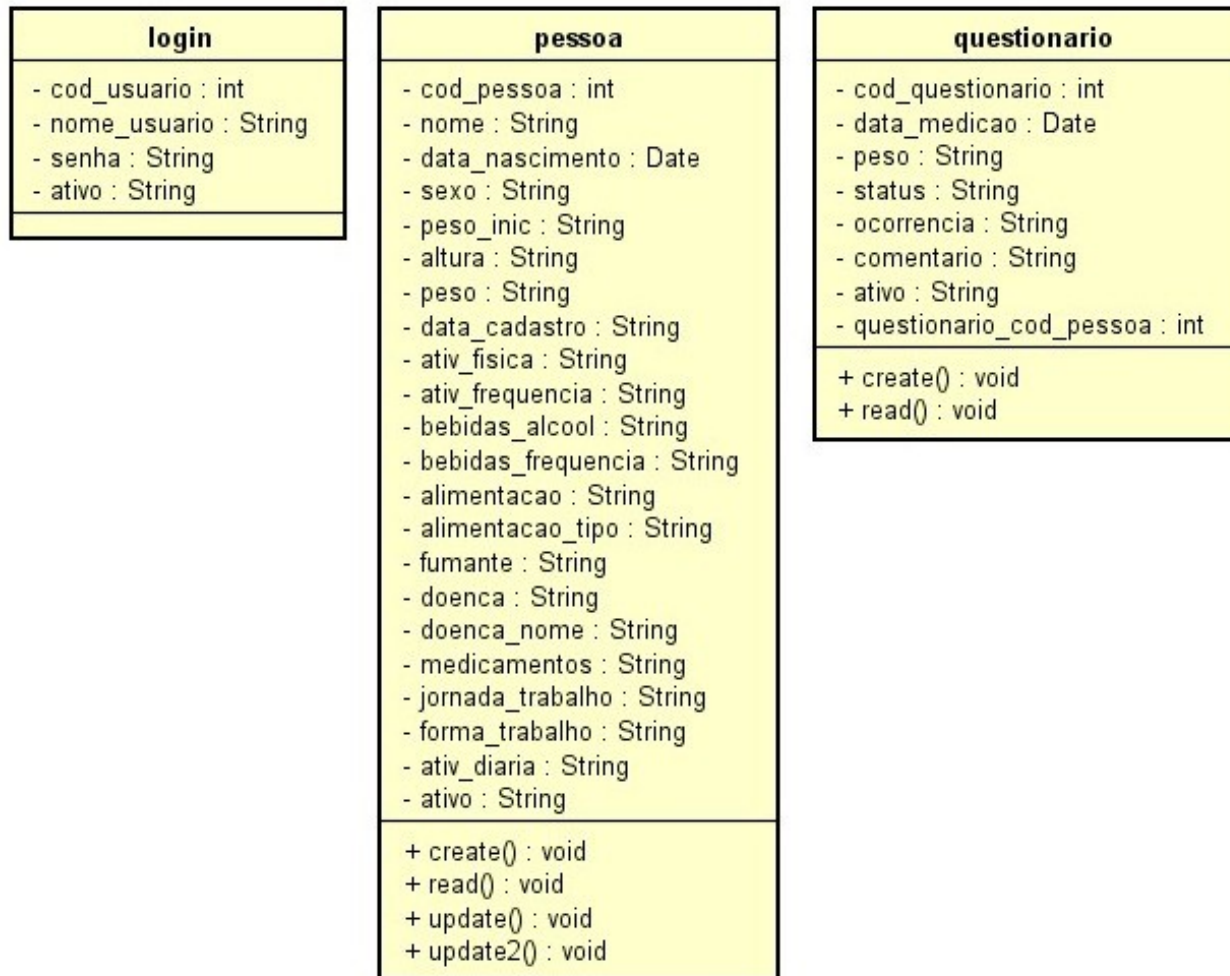 login
- cod_usuario : int
- nome_usuario : String
- senha : String
- ativo : String
pessoa
- cod_pessoa : int
- nome : String
- data_nascimento : Date
- sexo : String
- peso_inic : String
- altura : String
- peso : String
- data_cadastro : String
- ativ_fisica : String
- ativ_frequência : String
- bebidas_alcool : String
- bebidas_frequência : String
- alimentacao : String
- alimentacao_tipo : String
- fumante : String
- doenca : String
- doenca_nome : String
- medicamentos : String
- jornada_trabalho : String
- forma_trabalho : String
- ativ_diaria : String
- ativo : String
+ create() : void
+ read() : void
+ update() : void
+ update2() : void
questionario
- cod_questionario : int
- data_medicao : Date
- peso : String
- status : String
- ocorrencia : String
- comentario : String
- ativo : String
- questionario_cod_pessoa : int
+ create() : void
+ read() : void